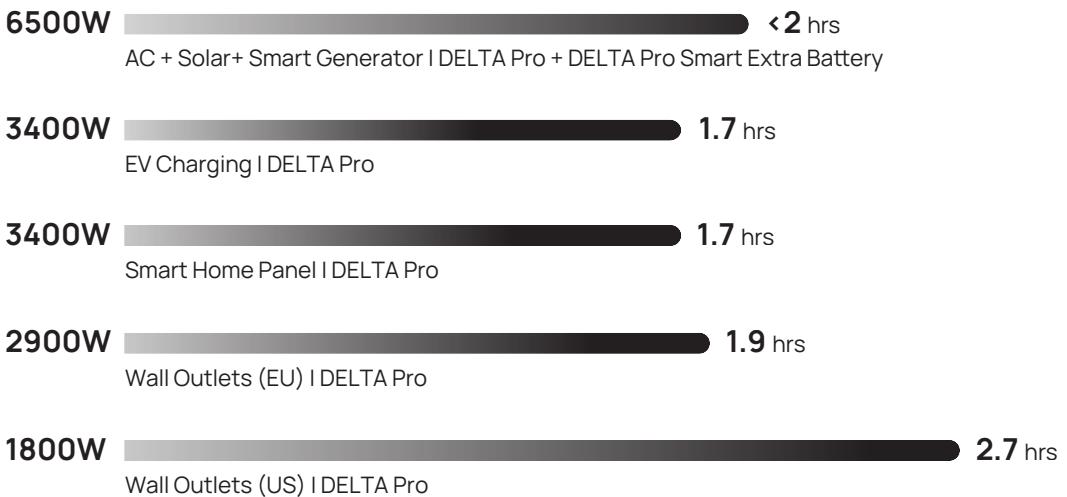 6500W <2 hrs
AC + Solar+ Smart Generator | DELTA Pro + DELTA Pro Smart Extra Battery
3400W 1.7 hrs
EV Charging | DELTA Pro
3400W 1.7 hrs
Smart Home Panel | DELTA Pro
2900W 1.9 hrs
Wall Outlets (EU) | DELTA Pro
1800W 2.7 hrs
Wall Outlets (US) | DELTA Pro